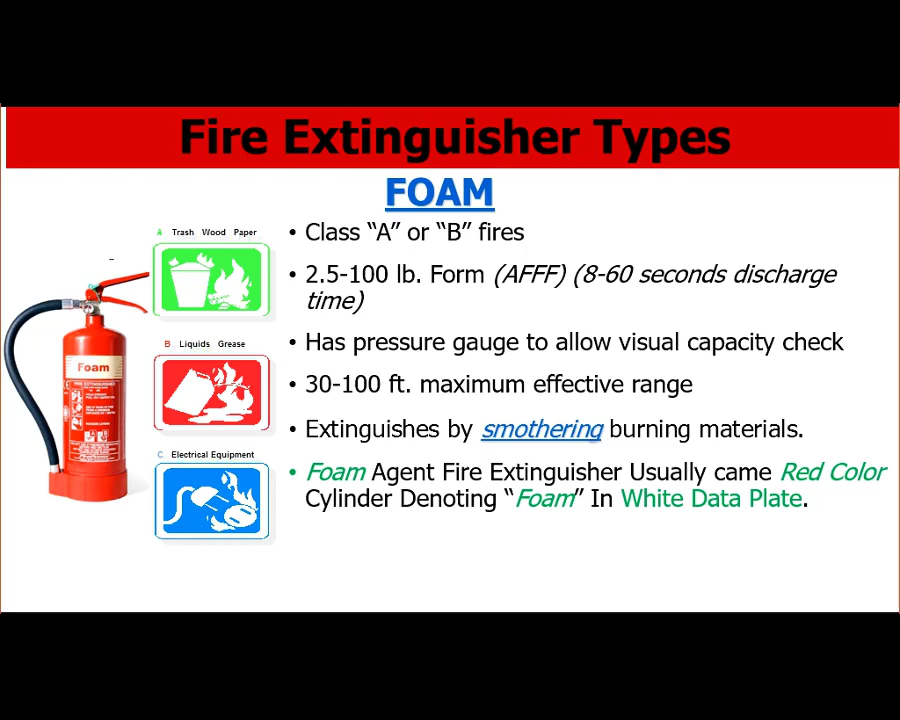 Fire Extinguisher Types
FOAM
A Trash Wood Paper
B Liquids Grease
C Electrical Equipment
Foam
FIRE EXTINGUISHER
• Class “A” or “B” fires
• 2.5-100 lb. Form (AFFF) (8-60 seconds discharge
time)
• Has pressure gauge to allow visual capacity check
• 30-100 ft. maximum effective range
• Extinguishes by smothering burning materials.
• Foam Agent Fire Extinguisher Usually came Red Color
Cylinder Denoting “Foam” In White Data Plate.